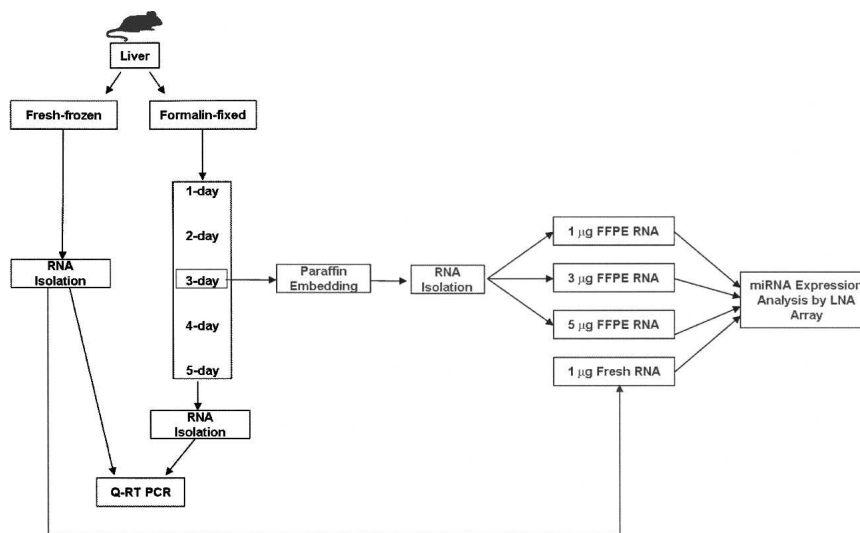 Liver
Fresh-frozen
Formalin-fixed
1-day
2-day
3-day
4-day
5-day
RNA
Isolation
RNA
Isolation
Q-RT PCR
Paraffin
Embedding
RNA
Isolation
1 µg FFPE RNA
3 µg FFPE RNA
5 µg FFPE RNA
1 µg Fresh RNA
miRNA Expression
Analysis by LNA
Array